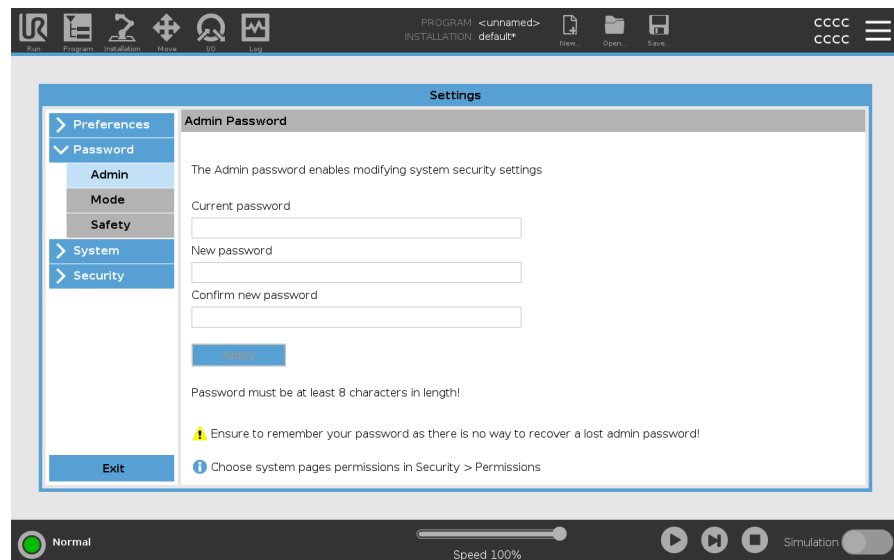 PROGRAM <unnamed>
INSTALLATION default*
Run
Program
Installation
Move
I/O
Log
New...
Open...
Save...
CCCC
CCCC
Settings
Preferences
Password
Admin
Mode
Safety
System
Security
Exit
Admin Password
The Admin password enables modifying system security settings
Current password
New password
Confirm new password
Apply
Password must be at least 8 characters in length!
Ensure to remember your password as there is no way to recover a lost admin password!
Choose system pages permissions in Security > Permissions
Normal
Speed 100%
Simulation